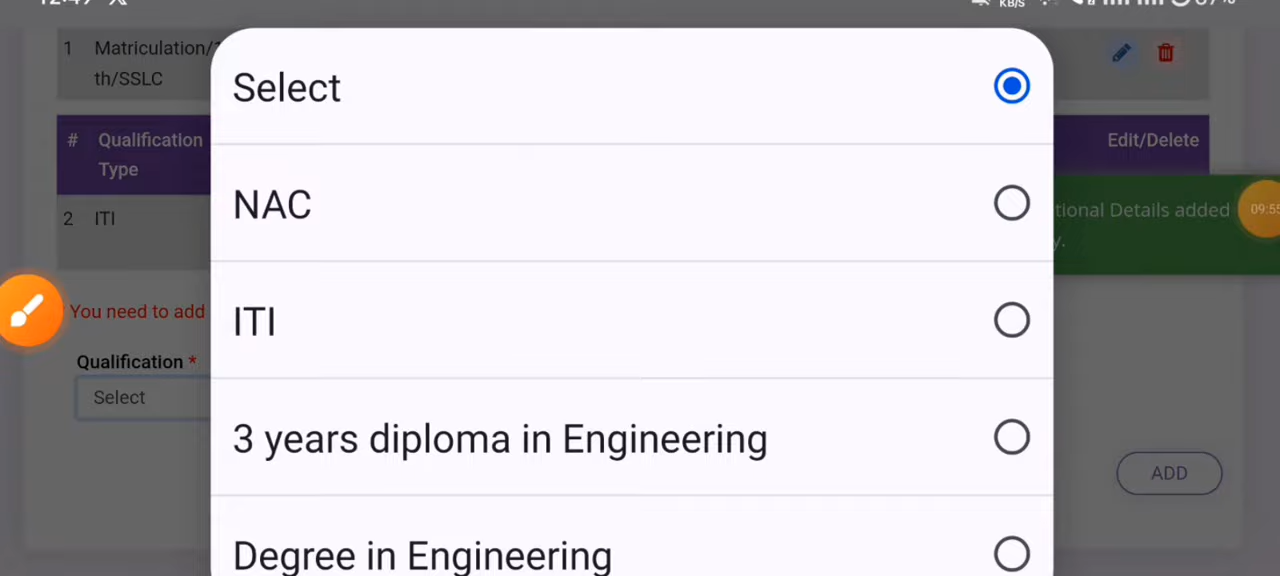 KB/S
1 Matriculation/
th/SSLC
Select
# Qualification
Type
Edit/Delete
NAC
2 ITI
tional Details added
y.
09:55
ITI
You need to add
Qualification *
Select
3 years diploma in Engineering
ADD
Degree in Engineering